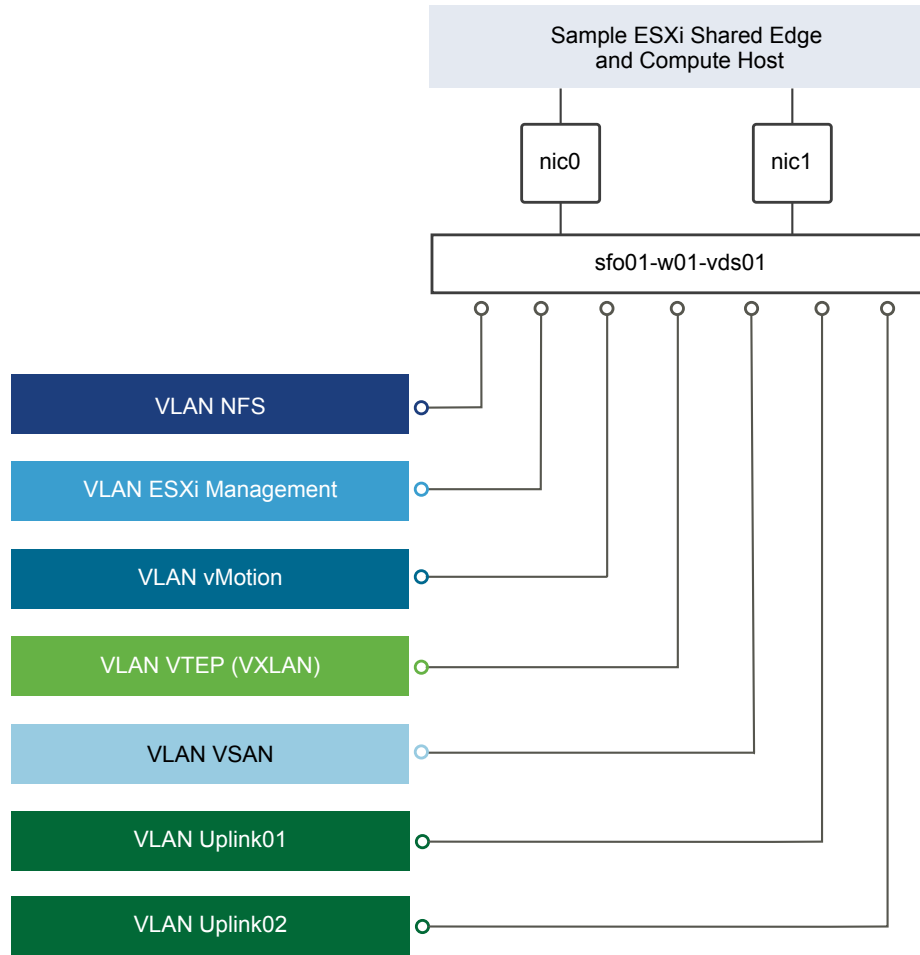 Sample ESXi Shared Edge
and Compute Host
nic0
nic1
sfo01-w01-vds01
VLAN NFS
VLAN ESXi Management
VLAN vMotion
VLAN VTEP (VXLAN)
VLAN VSAN
VLAN Uplink01
VLAN Uplink02